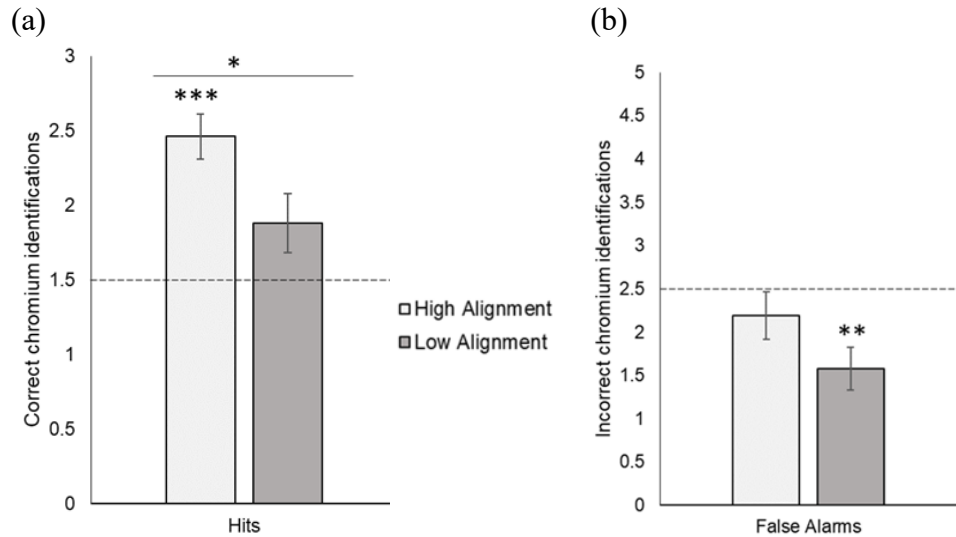 (a)
3
2.5
2
1.5
1
0.5
0
Correct chromium identifications
*
***
Hits
High Alignment
Low Alignment
(b)
5
4.5
4
3.5
3
2.5
2
1.5
1
0.5
0
Incorrect chromium identifications
**
False Alarms